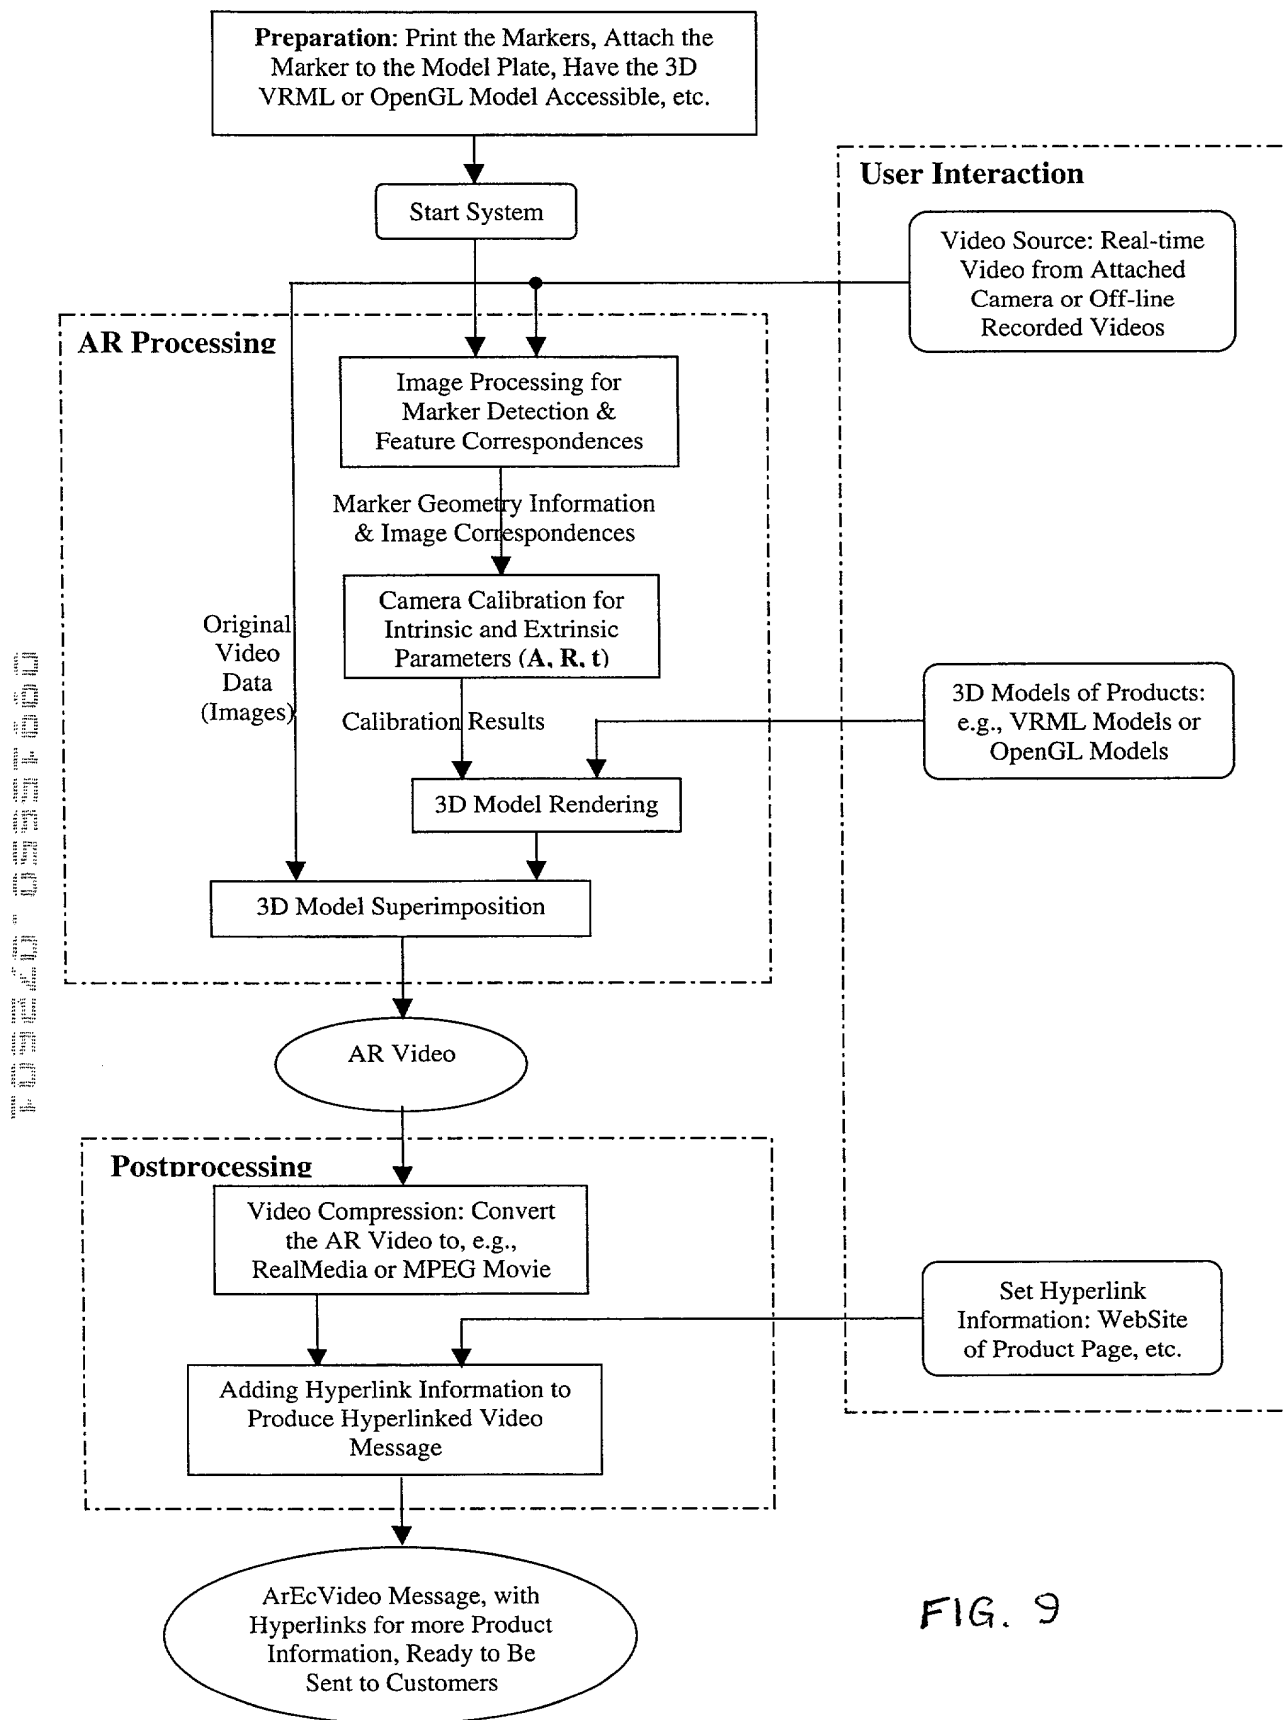 Preparation: Print the Markers, Attach the
Marker to the Model Plate, Have the 3D
VRML or OpenGL Model Accessible, etc.
Start System
User Interaction
Video Source: Real-time
Video from Attached
Camera or Off-line
Recorded Videos
AR Processing
Image Processing for
Marker Detection &
Feature Correspondences
Marker Geometry Information
& Image Correspondences
Camera Calibration for
Intrinsic and Extrinsic
Parameters (A, R, t)
Original
Video
Data
(Images)
Calibration Results
3D Models of Products:
e.g., VRML Models or
OpenGL Models
3D Model Rendering
3D Model Superimposition
AR Video
Postprocessing
Video Compression: Convert
the AR Video to, e.g.,
RealMedia or MPEG Movie
Set Hyperlink
Information: WebSite
of Product Page, etc.
Adding Hyperlink Information to
Produce Hyperlinked Video
Message
ArEcVideo Message, with
Hyperlinks for more Product
Information, Ready to Be
Sent to Customers
FIG. 9